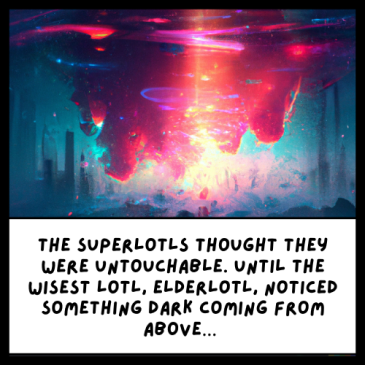 THE SUPERLOTLS THOUGHT THEY
WERE UNTOUCHABLE. UNTIL THE
WISEST LOTL, ELDERLOTL, NOTICED
SOMETHING DARK COMING FROM
ABOVE...